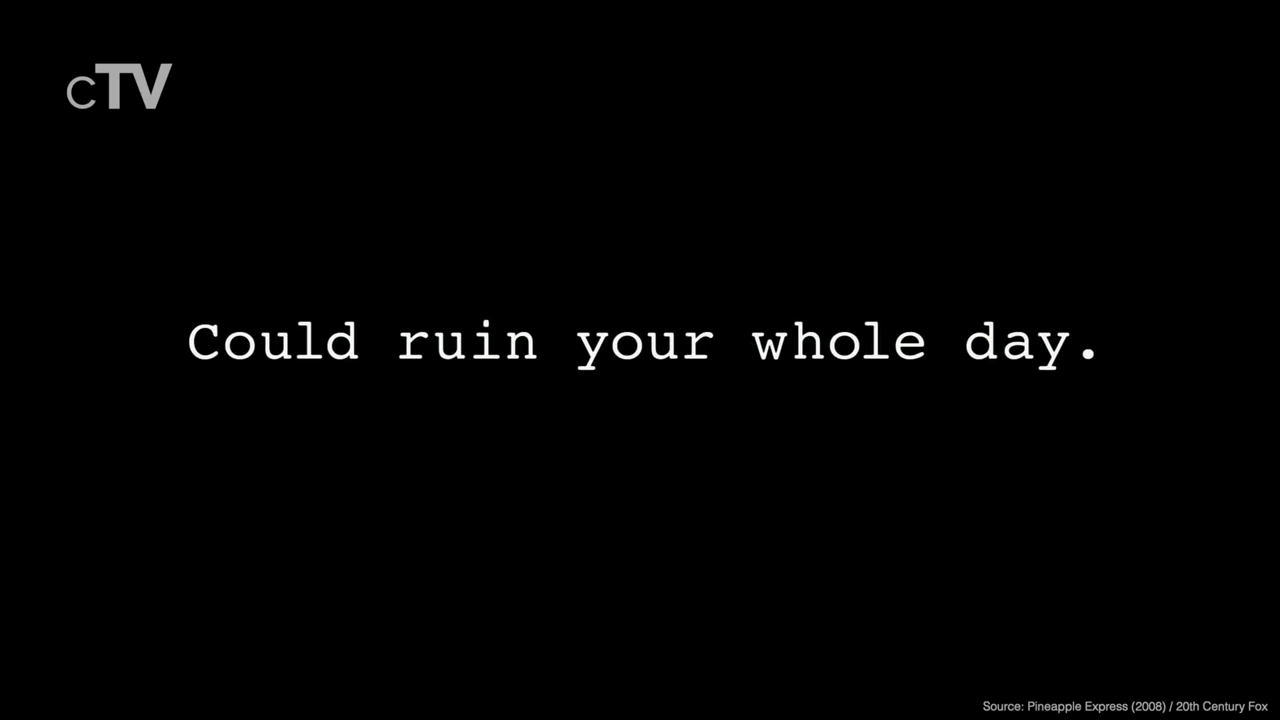 cTV
Could ruin your whole day.
Source: Pineapple Express (2008) / 20th Century Fox